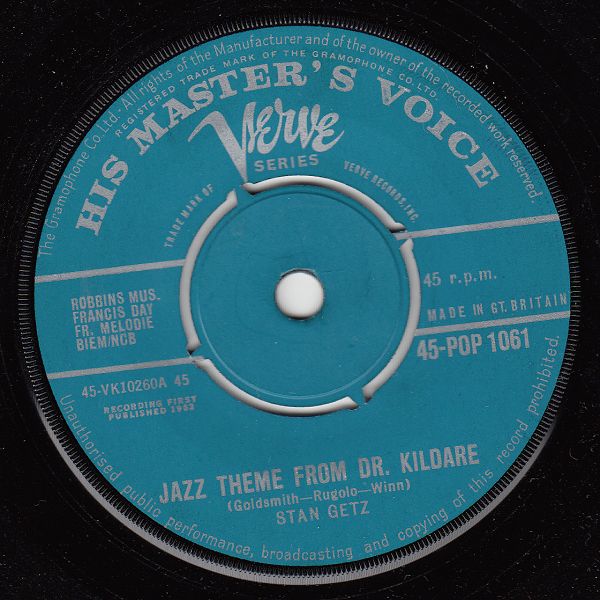 The Gramophone Co. Ltd.· All rights of the Manufacturer and of the owner of the recorded work reserved.
REGISTERED TRADE MARK OF THE GRAMOPHONE CO. LTD.
HIS MASTER'S VOICE
Verve
SERIES
TRADE MARK OF
VERVE RECORDS, INC.
ROBBINS MUS.
FRANCIS DAY
FR. MELODIE
BIEM/NCB
45 r.p.m.
MADE IN GT. BRITAIN
45-POP 1061
45-VK10260A 45
RECORDING FIRST
PUBLISHED 1962
JAZZ THEME FROM DR. KILDARE
(Goldsmith—Rugolo—Winn)
STAN GETZ
Unauthorised public performance, broadcasting and copying of this record prohibited.